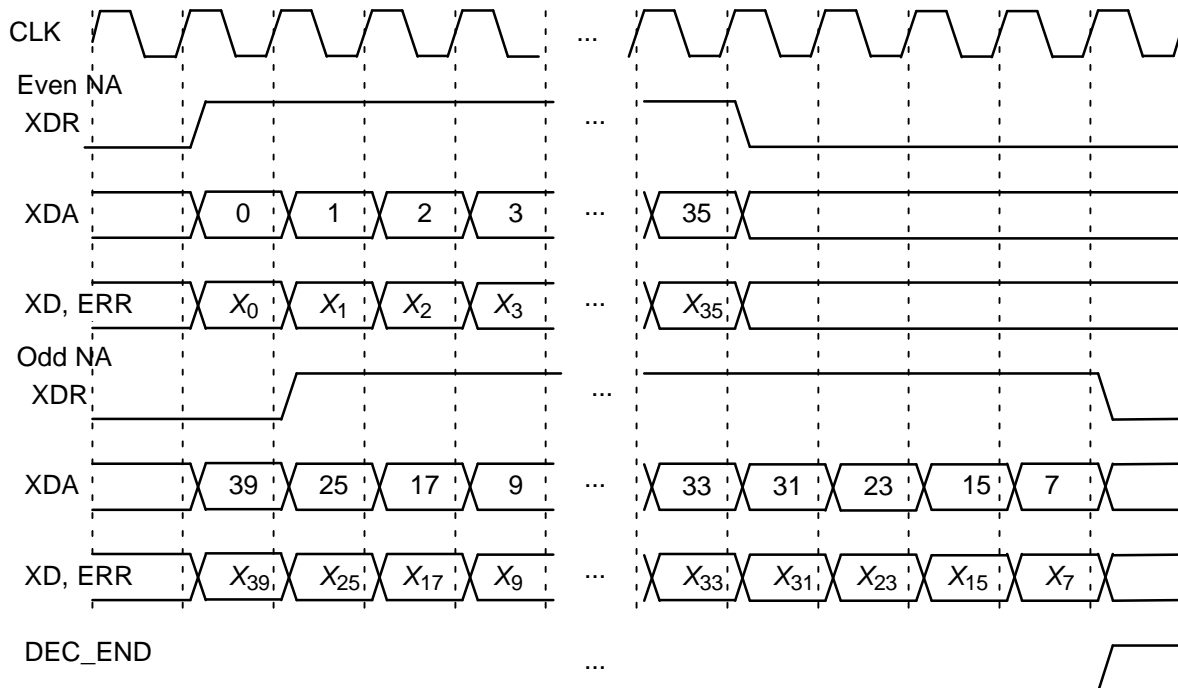 CLK ...
Even NA
XDR ...
XDA 0 1 2 3 ... 35
XD, ERR X0 X1 X2 X3 ... X35
Odd NA
XDR ...
XDA 39 25 17 9 ... 33 31 23 15 7
XD, ERR X39 X25 X17 X9 ... X33 X31 X23 X15 X7
DEC_END ...